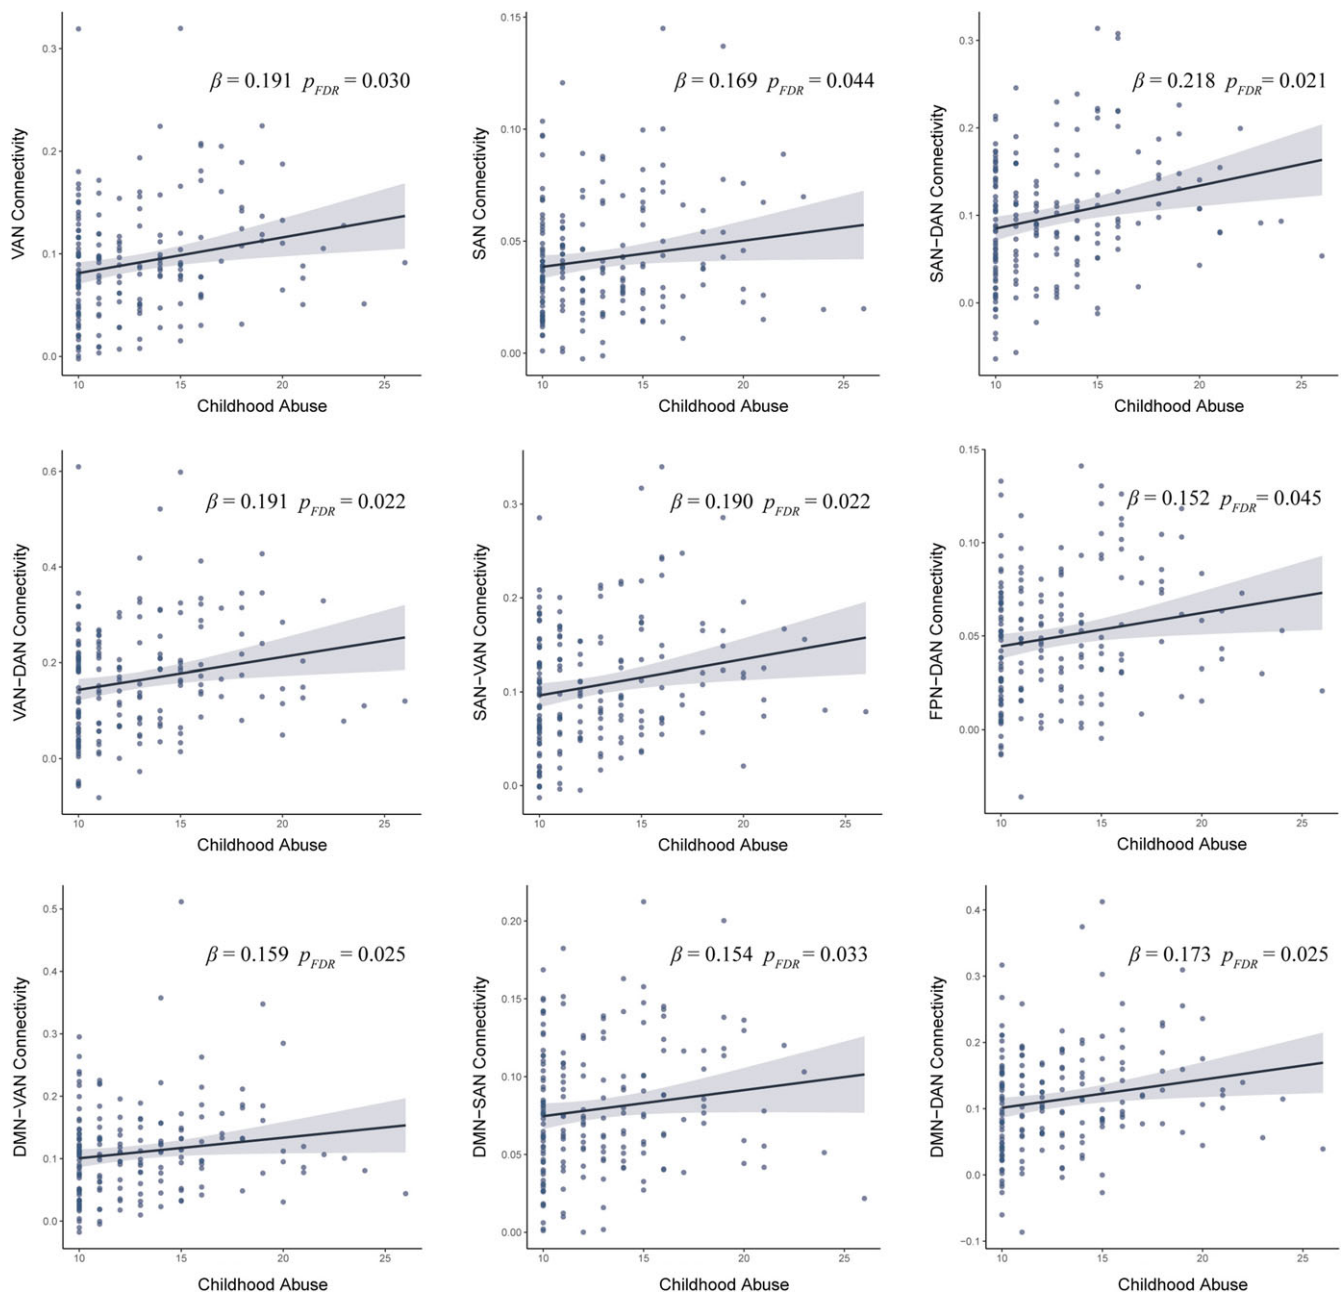 0.3
0.2
0.1
0.0
VAN Connectivity
β = 0.191 p_FDR = 0.030
10 15 20 25
Childhood Abuse
0.15
0.10
0.05
0.00
SAN Connectivity
β = 0.169 p_FDR = 0.044
10 15 20 25
Childhood Abuse
0.3
0.2
0.1
0.0
SAN−DAN Connectivity
β = 0.218 p_FDR = 0.021
10 15 20 25
Childhood Abuse
0.6
0.4
0.2
0.0
VAN−DAN Connectivity
β = 0.191 p_FDR = 0.022
10 15 20 25
Childhood Abuse
0.3
0.2
0.1
0.0
SAN−VAN Connectivity
β = 0.190 p_FDR = 0.022
10 15 20 25
Childhood Abuse
0.15
0.10
0.05
0.00
FPN−DAN Connectivity
β = 0.152 p_FDR = 0.045
10 15 20 25
Childhood Abuse
0.5
0.4
0.3
0.2
0.1
0.0
DMN−VAN Connectivity
β = 0.159 p_FDR = 0.025
10 15 20 25
Childhood Abuse
0.20
0.15
0.10
0.05
0.00
DMN−SAN Connectivity
β = 0.154 p_FDR = 0.033
10 15 20 25
Childhood Abuse
0.4
0.3
0.2
0.1
0.0
−0.1
DMN−DAN Connectivity
β = 0.173 p_FDR = 0.025
10 15 20 25
Childhood Abuse